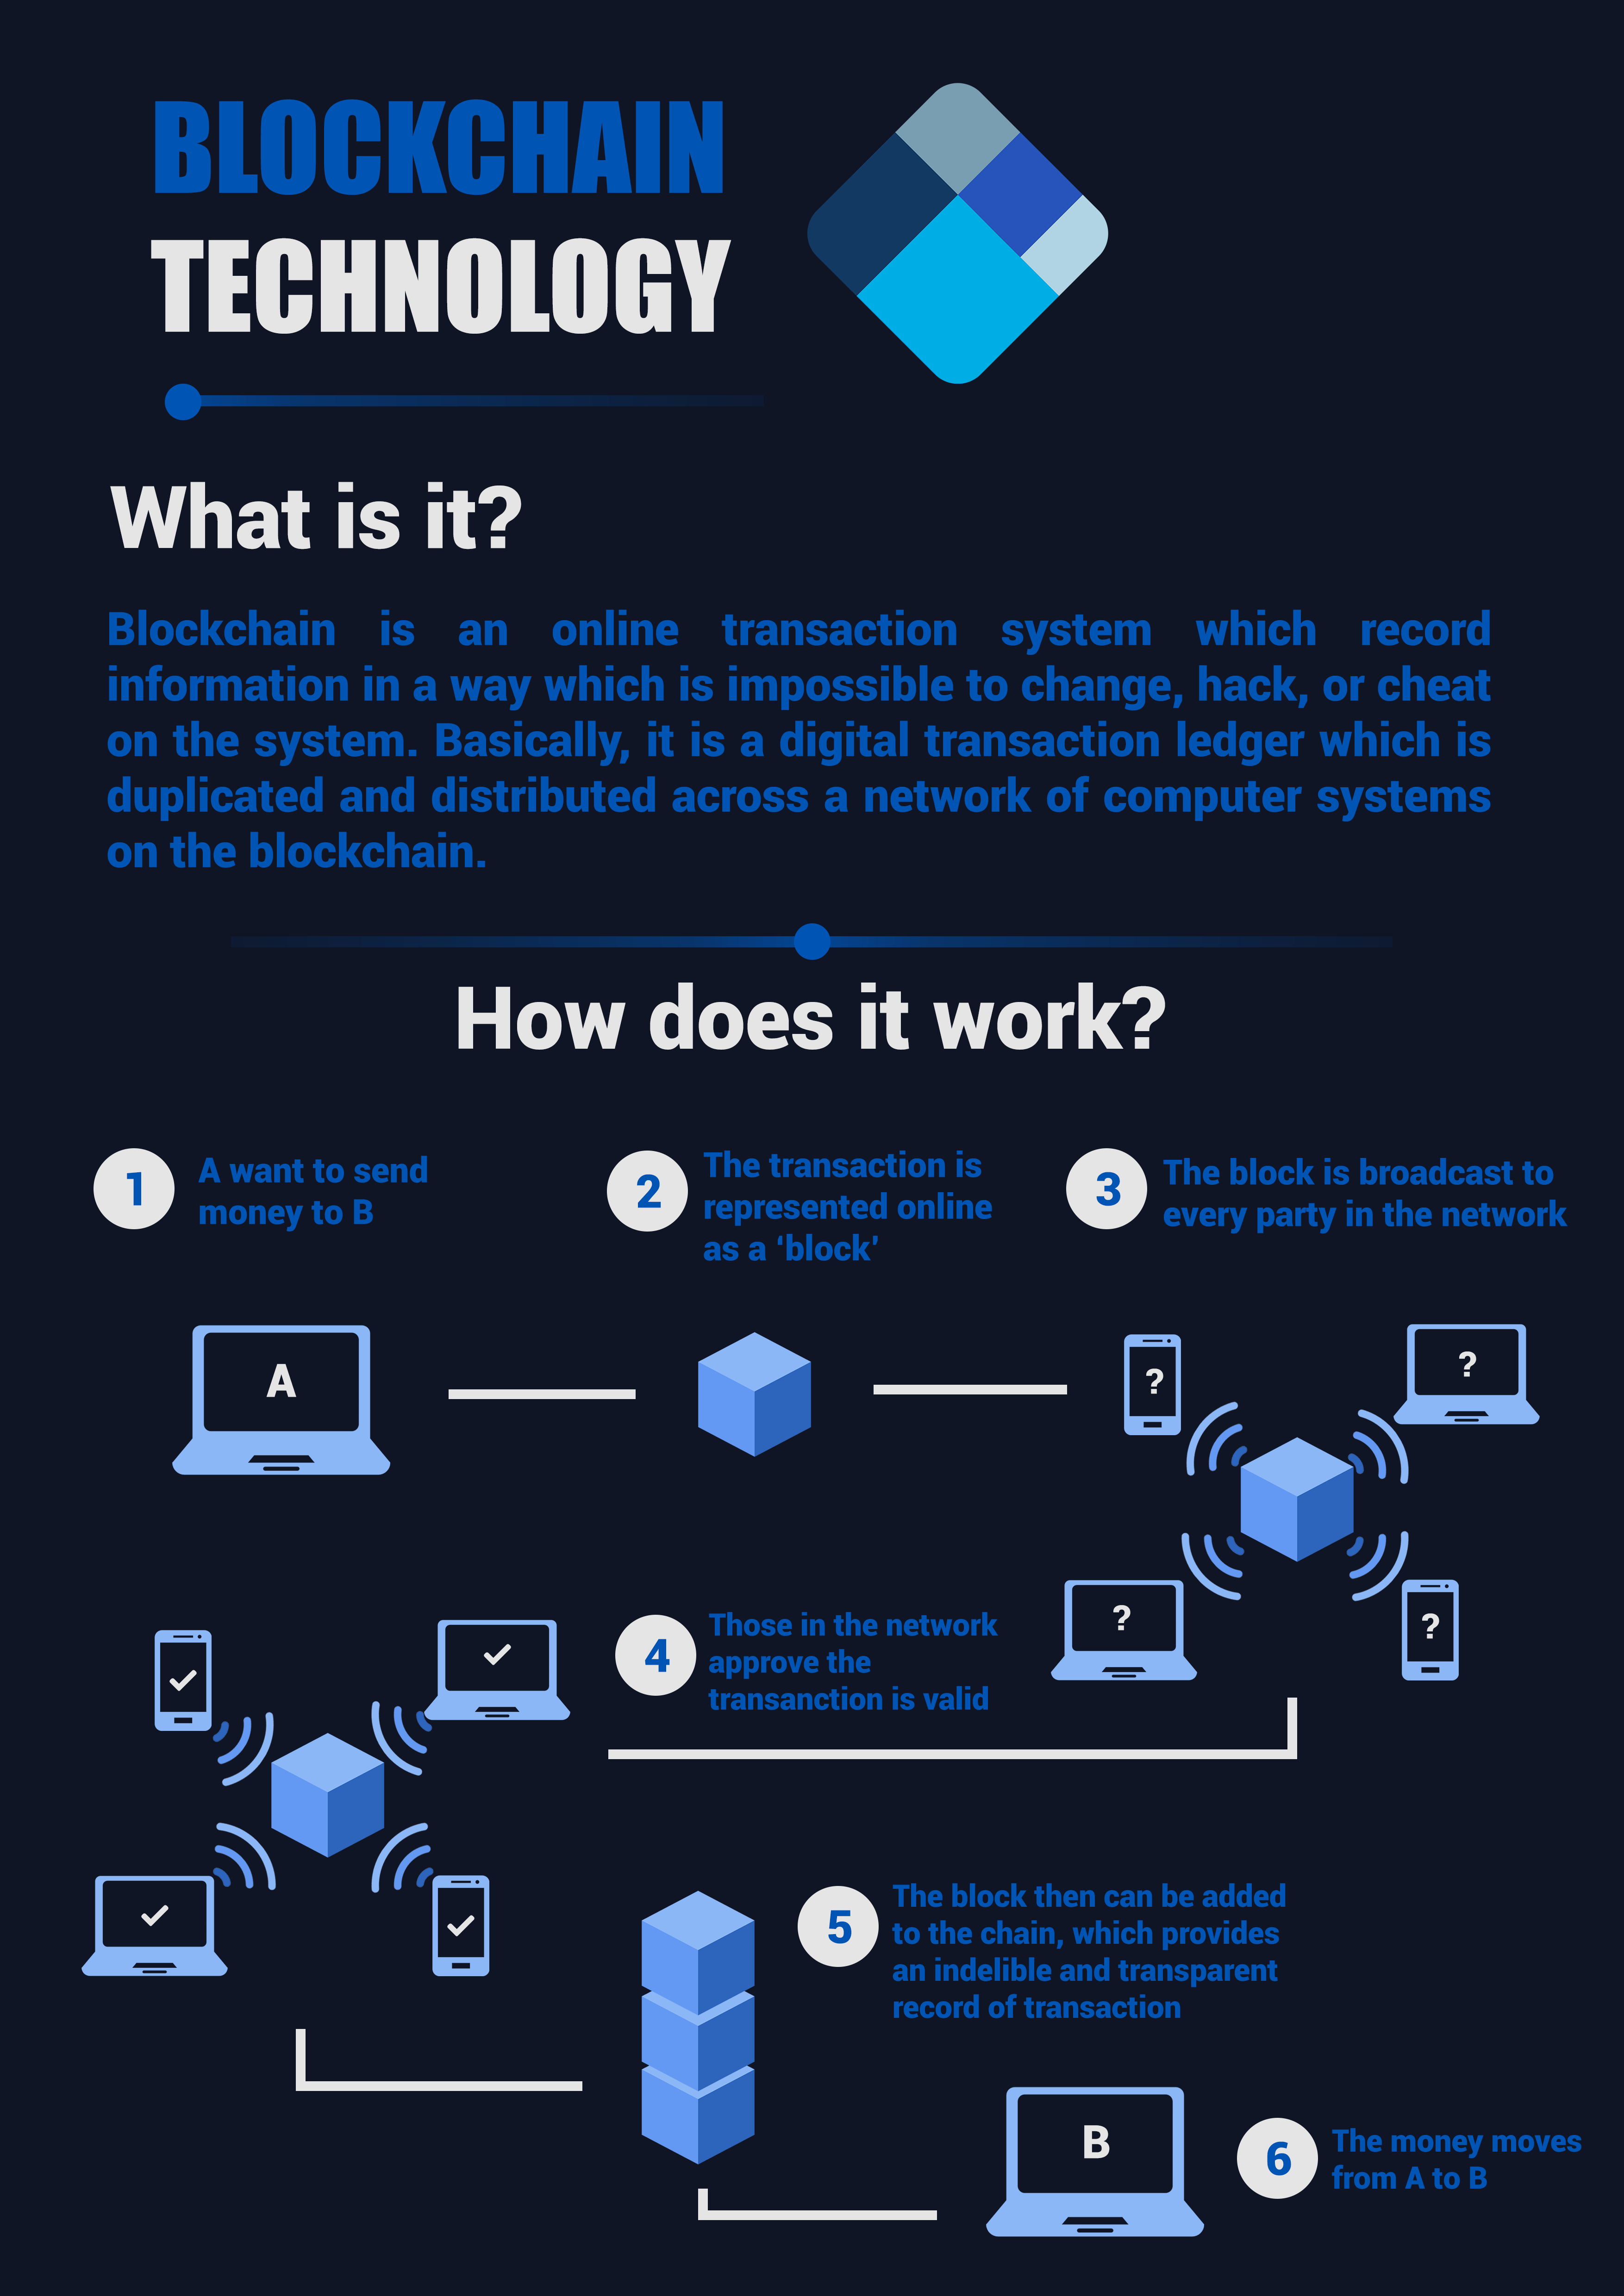 BLOCKCHAIN
TECHNOLOGY
What is it?
Blockchain is an online transaction system which record
information in a way which is impossible to change, hack, or cheat
on the system. Basically, it is a digital transaction ledger which is
duplicated and distributed across a network of computer systems
on the blockchain.
How does it work?
1
A want to send
money to B
2
The transaction is
represented online
as a ‘block’
3
The block is broadcast to
every party in the network
A
?
?
?
?
4
Those in the network
approve the
transanction is valid
5
The block then can be added
to the chain, which provides
an indelible and transparent
record of transaction
B
6
The money moves
from A to B